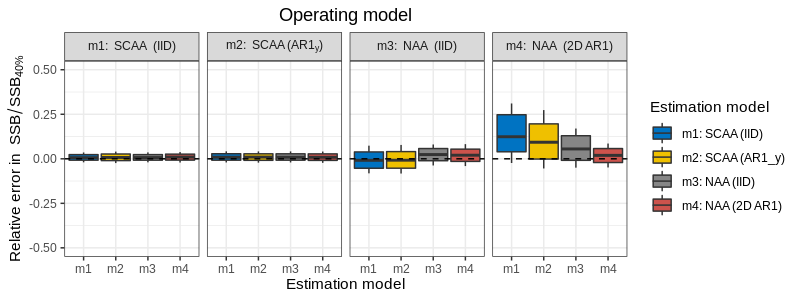 Operating model
m1: SCAA (IID)
m2: SCAA (AR1y)
m3: NAA (IID)
m4: NAA (2D AR1)
Relative error in SSB/SSB40%
0.50
0.25
0.00
-0.25
-0.50
m1 m2 m3 m4 m1 m2 m3 m4 m1 m2 m3 m4 m1 m2 m3 m4
Estimation model
Estimation model
m1: SCAA (IID)
m2: SCAA (AR1_y)
m3: NAA (IID)
m4: NAA (2D AR1)